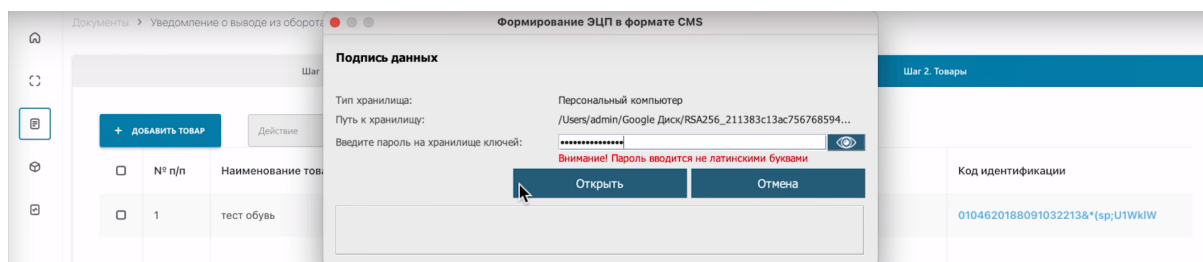 Документы > Уведомление о выводе из оборота
Формирование ЭЦП в формате CMS
Подпись данных
Шаг
Шаг 2. Товары
Тип хранилища: Персональный компьютер
Путь к хранилищу: /Users/admin/Google Диск/RSA256_211383c13ac756768594...
Введите пароль на хранилище ключей: •••••••••••••••
Внимание! Пароль вводится не латинскими буквами
+ ДОБАВИТЬ ТОВАР
Действие
Открыть
Отмена
№ п/п
Наименование това
Код идентификации
1
тест обувь
0104620188091032213&*(sp;U1WklW